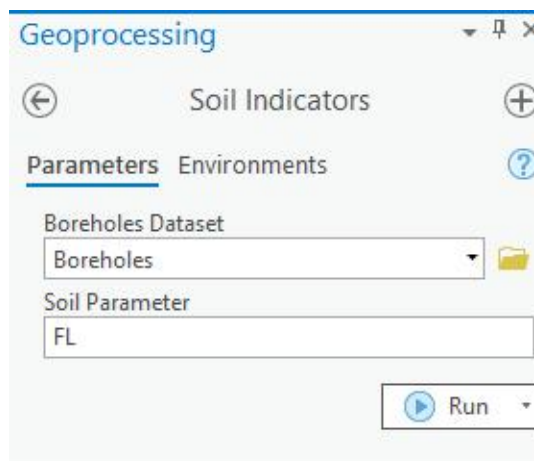 Geoprocessing
Soil Indicators
Parameters Environments
Boreholes Dataset
Boreholes
Soil Parameter
FL
Run